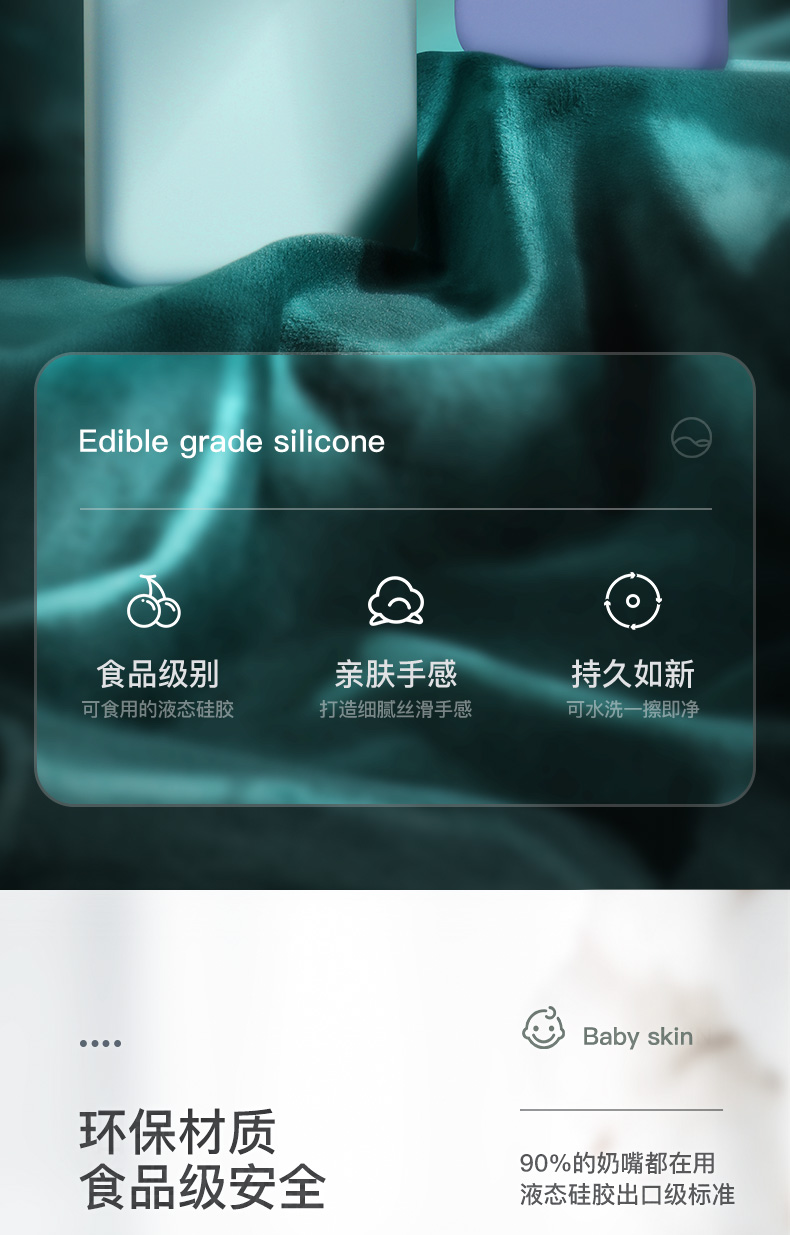 Edible grade silicone
食品级别
亲肤手感
持久如新
可食用的液态硅胶
打造细腻丝滑手感
可水洗一擦即净
Baby skin
环保材质
食品级安全
90%的奶嘴都在用
液态硅胶出口级标准